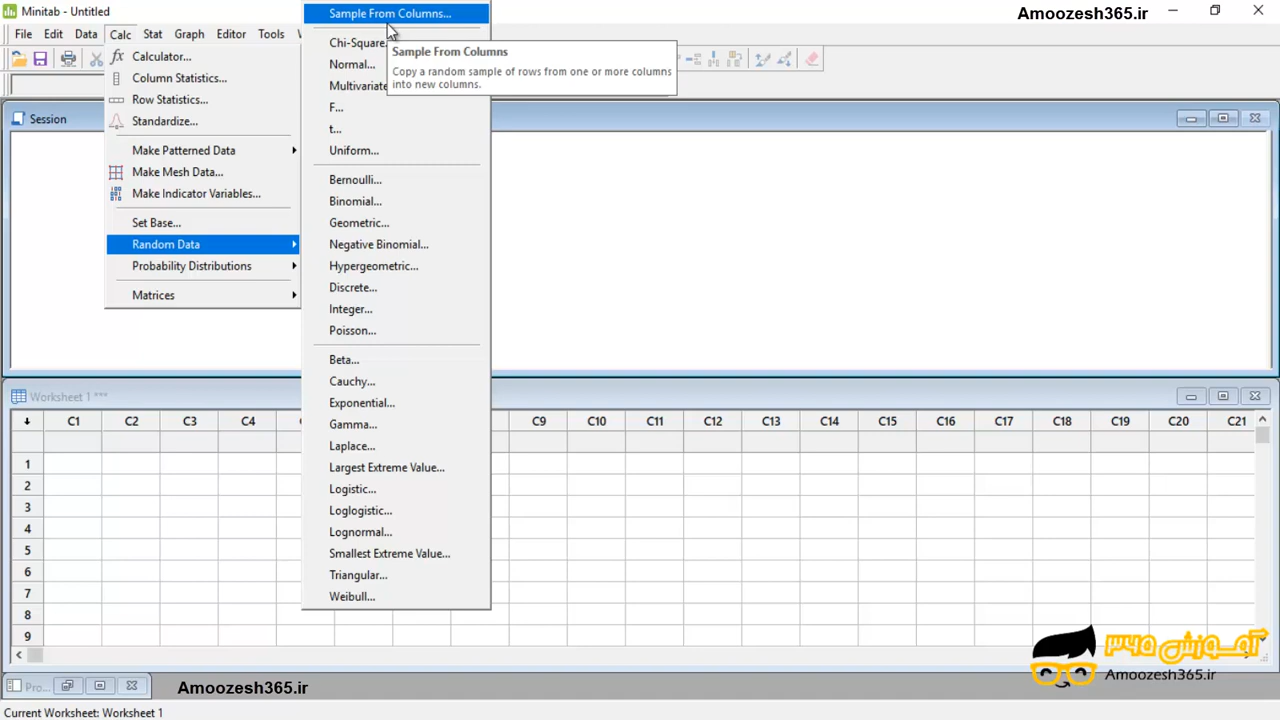 Minitab - Untitled
Amoozesh365.ir
File Edit Data Calc Stat Graph Editor Tools
Calculator...
Column Statistics...
Row Statistics...
Standardize...
Make Patterned Data
Make Mesh Data...
Make Indicator Variables...
Set Base...
Random Data
Probability Distributions
Matrices
Sample From Columns...
Chi-Square.
Normal...
Multivariate
F...
t...
Uniform...
Bernoulli...
Binomial...
Geometric...
Negative Binomial...
Hypergeometric...
Discrete...
Integer...
Poisson...
Beta...
Cauchy...
Exponential...
Gamma...
Laplace...
Largest Extreme Value...
Logistic...
Loglogistic...
Lognormal...
Smallest Extreme Value...
Triangular...
Weibull...
Sample From Columns
Copy a random sample of rows from one or more columns
into new columns.
Session
Worksheet 1 ***
C1 C2 C3 C4 C9 C10 C11 C12 C13 C14 C15 C16 C17 C18 C19 C20 C21
1
2
3
4
5
6
7
8
9
آموزش ۳۶۵
Amoozesh365.ir
Pro...
Amoozesh365.ir
Current Worksheet: Worksheet 1